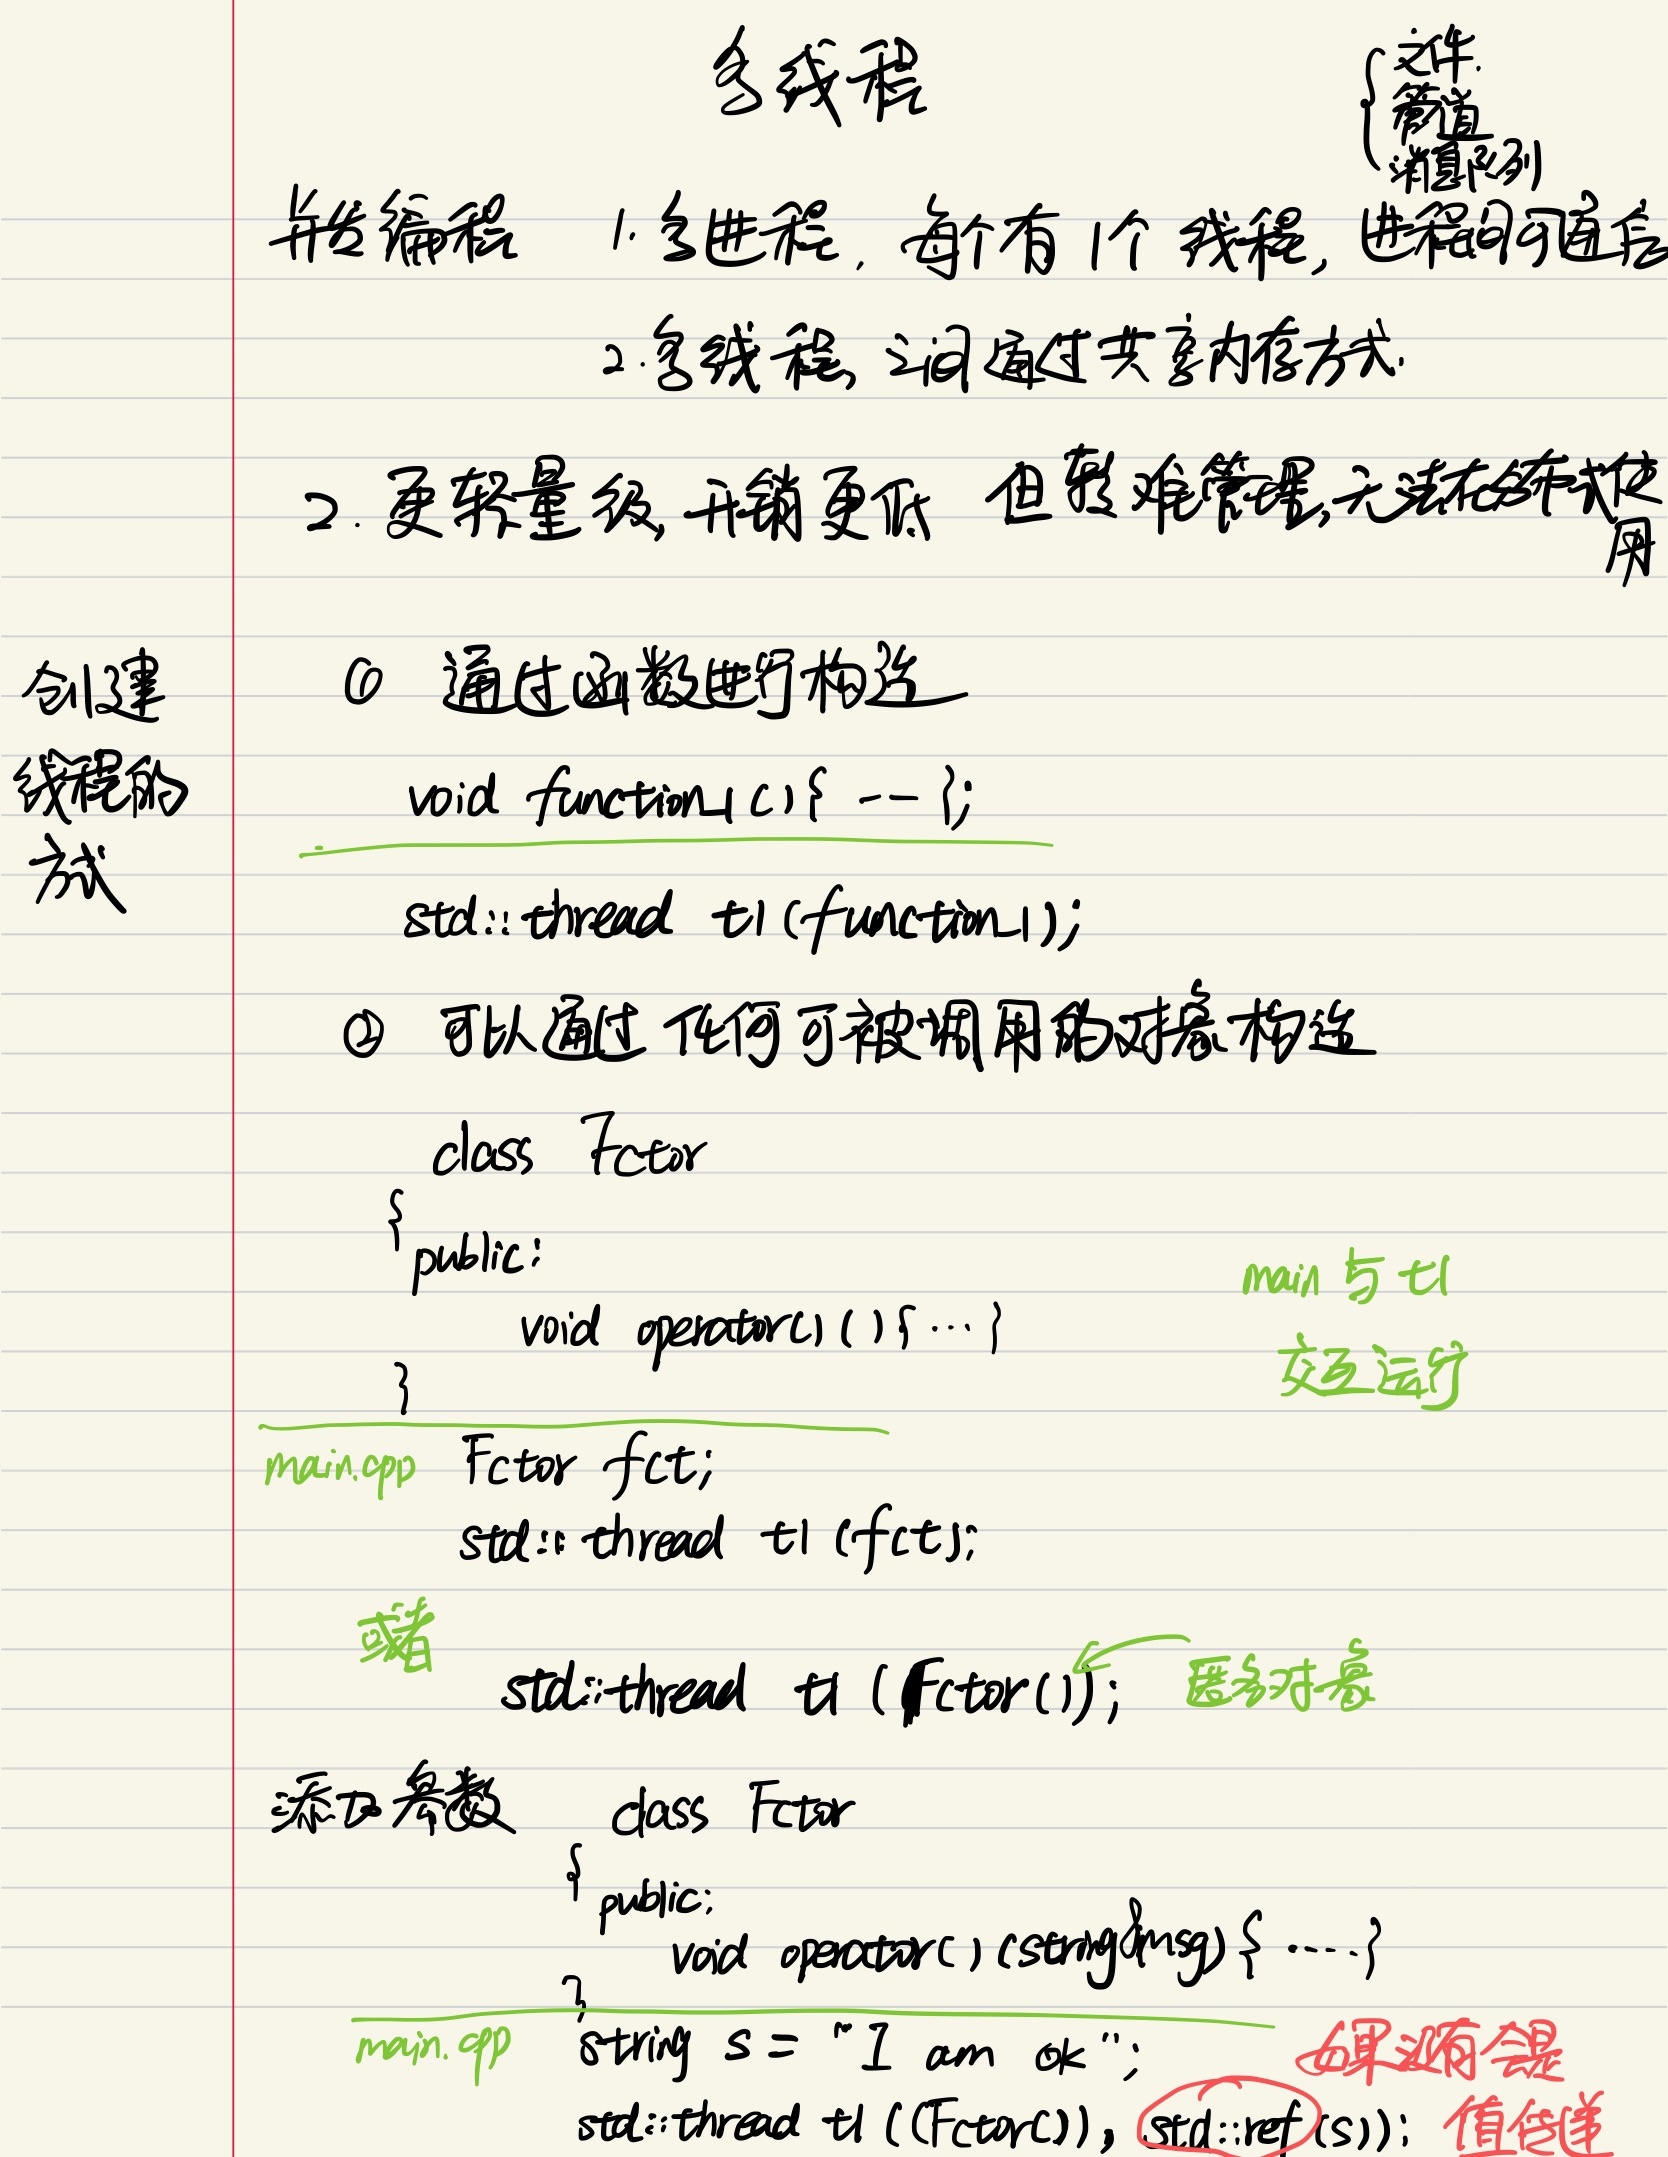 多线程
文件.
管道
消息队列
并发编程 1. 多进程, 每个有1个线程, 进程间可通信
2. 多线程, 之间通过共享内存方式.
2. 更轻量级, 开销更低 但较难管理, 无法在分布式使用
创建
线程的
方式
① 通过函数进行构造
void function_1(){ --- };
std::thread t1(function_1);
② 可以通过任何可被调用的对象构造
class Fctor
{
public:
void operator()(){ ... }
}
main 与 t1
交互运行
main.cpp Fctor fct;
std::thread t1(fct);
或者
std::thread t1 (Fctor()); 匿名对象
添加参数 class Fctor
{
public:
void operator()(string &msg) { ..... }
}
main.cpp string s = "I am ok";
std::thread t1((Fctor()), std::ref(s));
如果没有会是
值传递